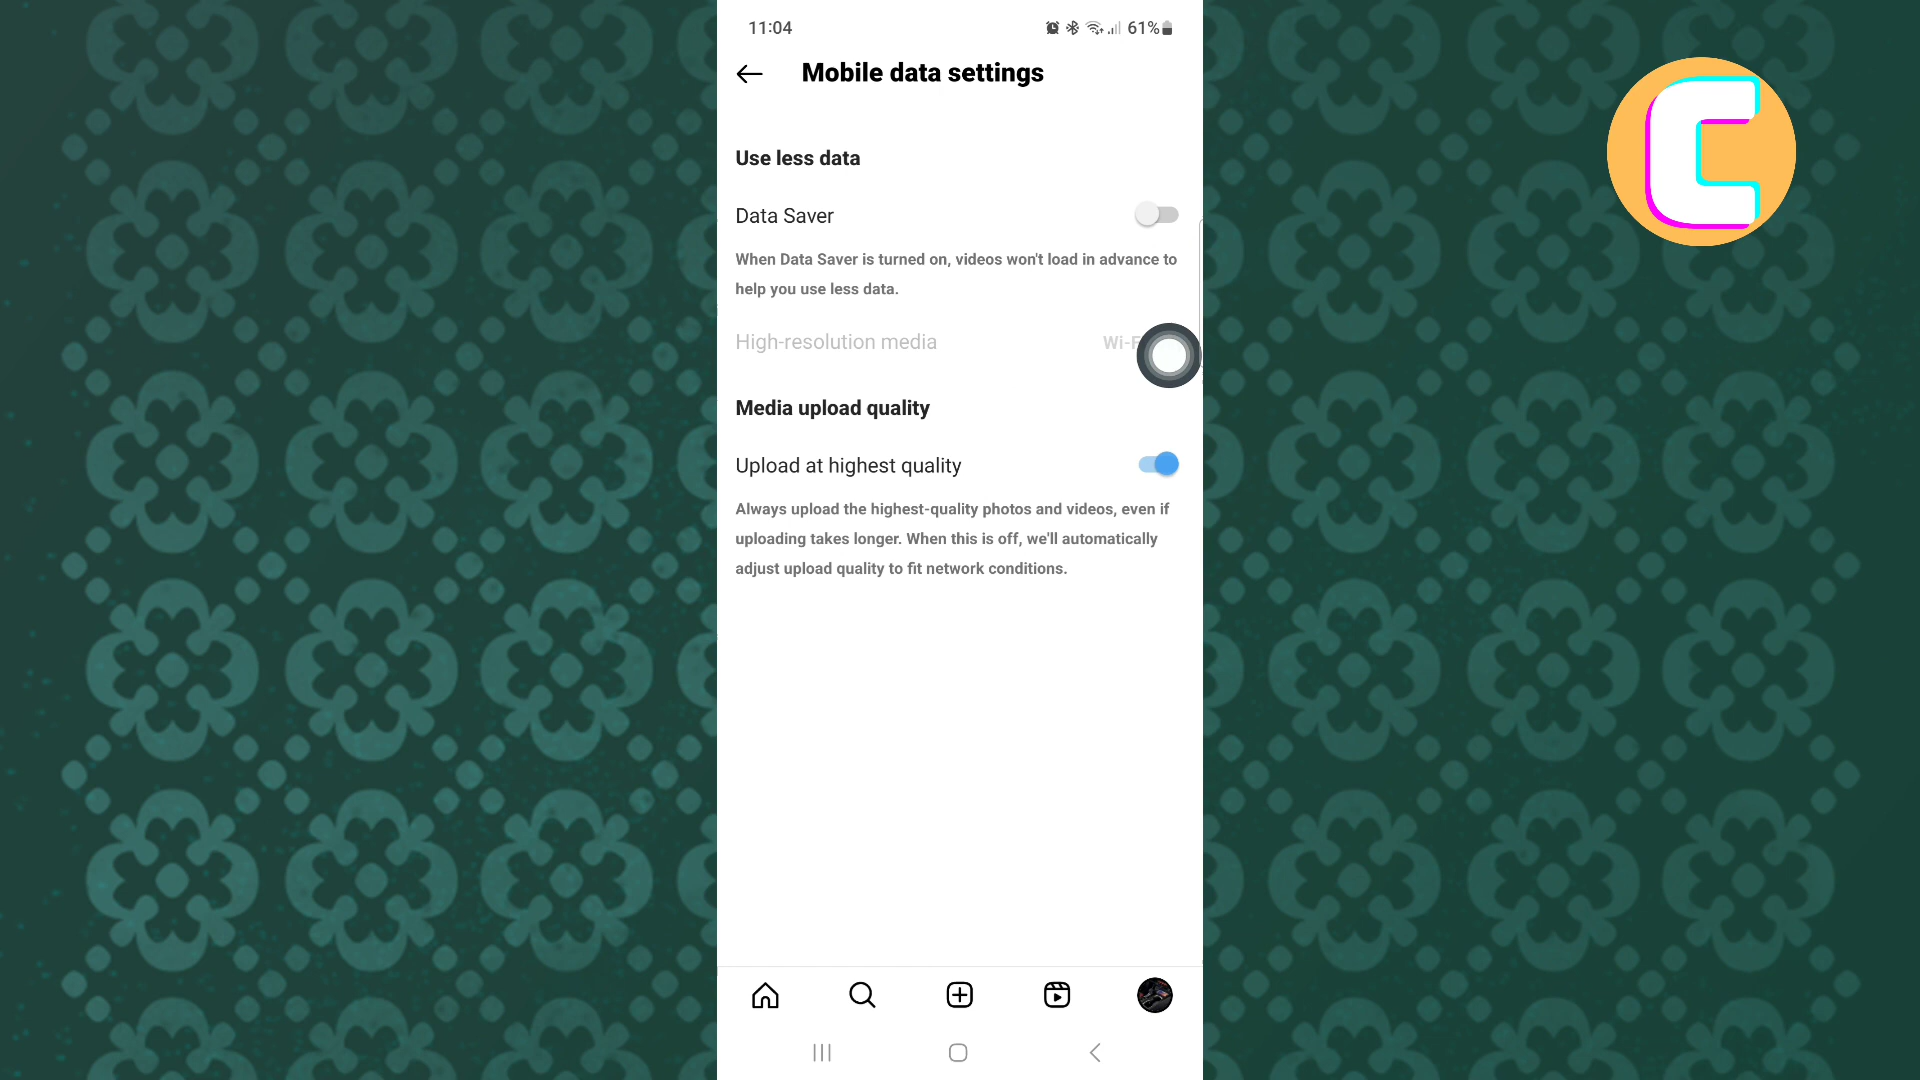 11:04
61%
Mobile data settings
Use less data
Data Saver
When Data Saver is turned on, videos won't load in advance to
help you use less data.
High-resolution media
Media upload quality
Upload at highest quality
Always upload the highest-quality photos and videos, even if
uploading takes longer. When this is off, we'll automatically
adjust upload quality to fit network conditions.
C